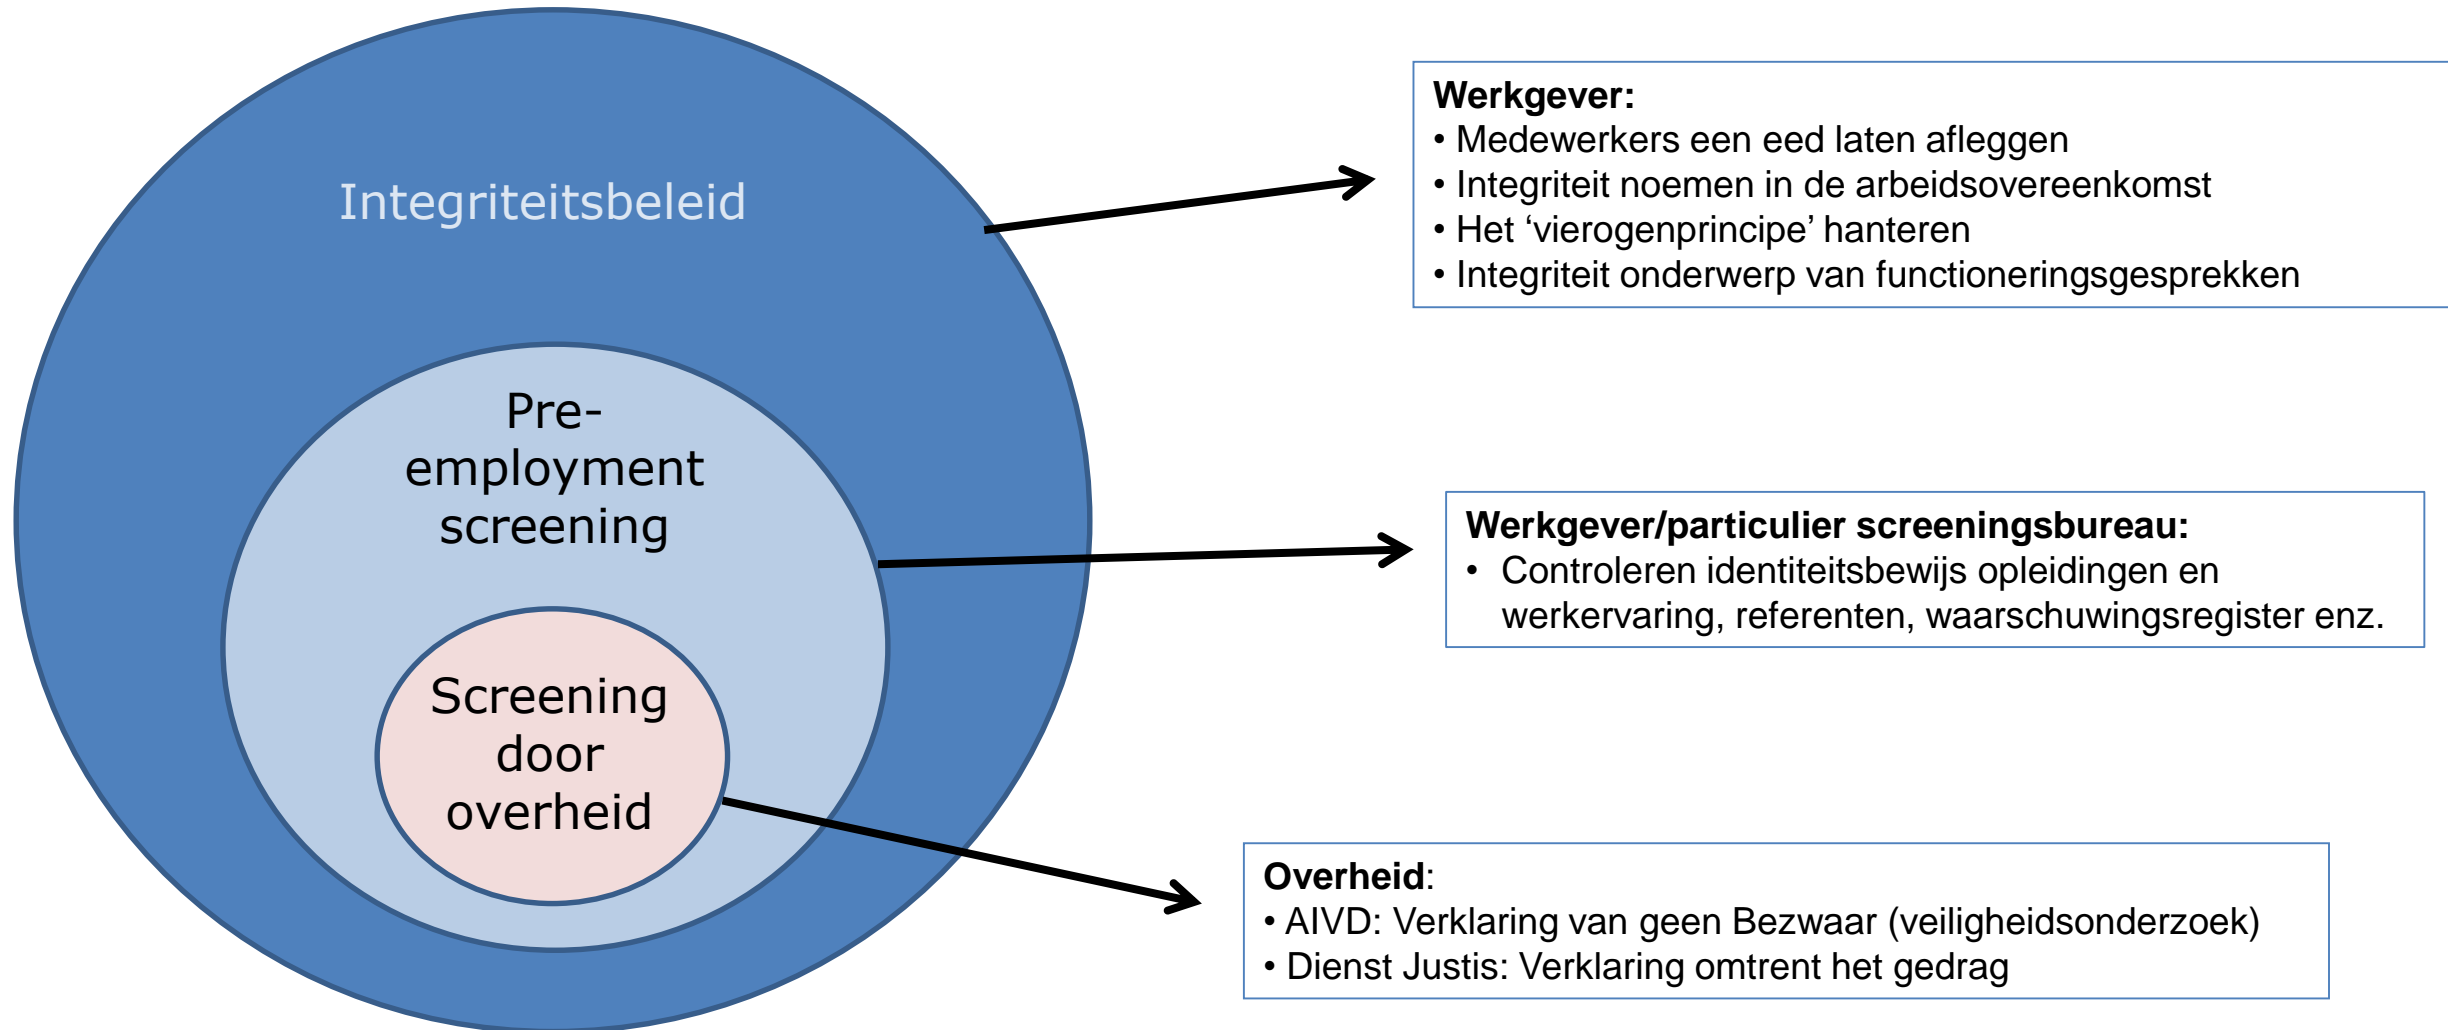 Integriteitsbeleid
Pre-
employment
screening
Screening
door
overheid
Werkgever:
• Medewerkers een eed laten afleggen
• Integriteit noemen in de arbeidsovereenkomst
• Het ‘vierogenprincipe’ hanteren
• Integriteit onderwerp van functioneringsgesprekken
Werkgever/particulier screeningsbureau:
• Controleren identiteitsbewijs opleidingen en
werkervaring, referenten, waarschuwingsregister enz.
Overheid:
• AIVD: Verklaring van geen Bezwaar (veiligheidsonderzoek)
• Dienst Justis: Verklaring omtrent het gedrag